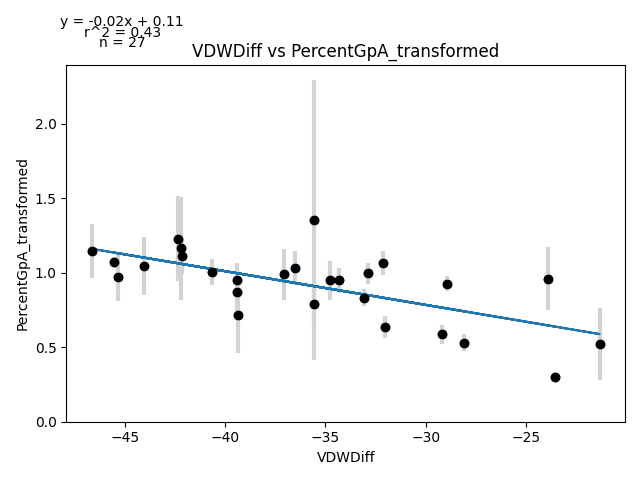 y = -0.02x + 0.11
r^2 = 0.43
n = 27
VDWDiff vs PercentGpA_transformed
PercentGpA_transformed
2.0
1.5
1.0
0.5
0.0
−45
−40
−35
−30
−25
VDWDiff